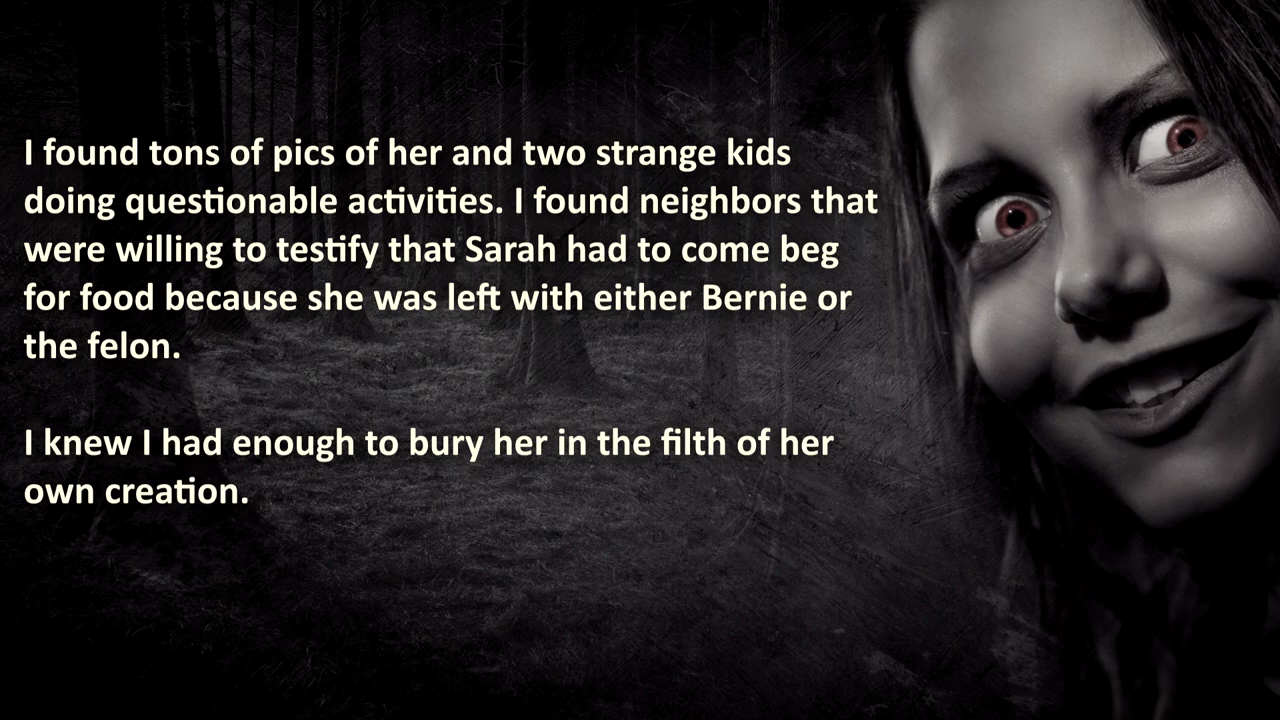 I found tons of pics of her and two strange kids
doing questionable activities. I found neighbors that
were willing to testify that Sarah had to come beg
for food because she was left with either Bernie or
the felon.
I knew I had enough to bury her in the filth of her
own creation.